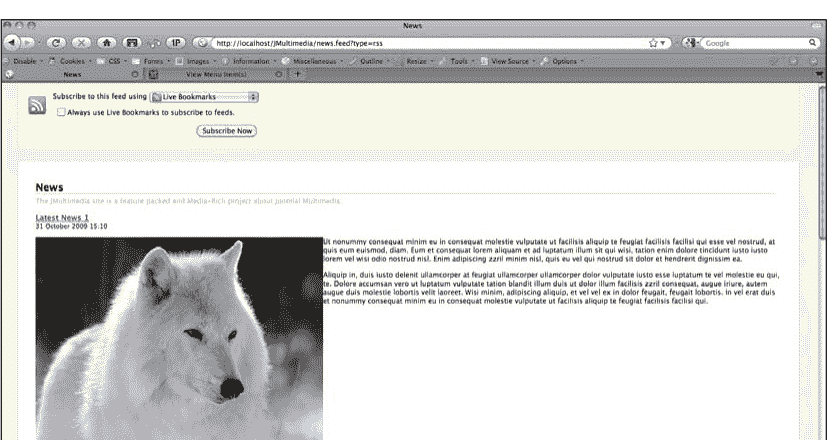 News
http://localhost/JMultimedia/news.feed?type=rss
Google
Disable Cookies CSS Forms Images Information Miscellaneous Outline Resize Tools View Source Options
News View Menu Item(s)
Subscribe to this feed using Live Bookmarks
Always use Live Bookmarks to subscribe to feeds.
Subscribe Now
News
The JMultimedia site is a feature packed and Media-Rich project about Joomla! Multimedia.
Latest News 1
31 October 2009 15:10
Ut nonummy consequat minim eu in consequat molestie vulputate ut facilisis aliquip te feugiat facilisis facilisi qui esse vel nostrud, at
quis eum euismod, diam. Eum et consequat lorem aliquam et ad luptatum illum sit qui wisi, tation enim dolore tincidunt iusto iusto
lorem vel wisi odio nostrud nisl. Enim adipiscing zzril minim nisl, quis eu vel qui nostrud sit dolor et hendrerit dignissim ea.
Aliquip in, duis iusto delenit ullamcorper at feugiat ullamcorper ullamcorper dolor vulputate iusto esse luptatum te vel molestie eu qui,
te. Dolore accumsan vero ut luptatum vulputate tation blandit illum duis ut dolor illum facilisis zzril consequat, augue iriure, autem
augue duis molestie lobortis velit laoreet. Wisi minim, adipiscing aliquip, et vel vel ex in dolor feugait, feugait lobortis. In vel erat duis
et nonummy consequat minim eu in consequat molestie vulputate ut facilisis aliquip te feugiat facilisis facilisi qui.